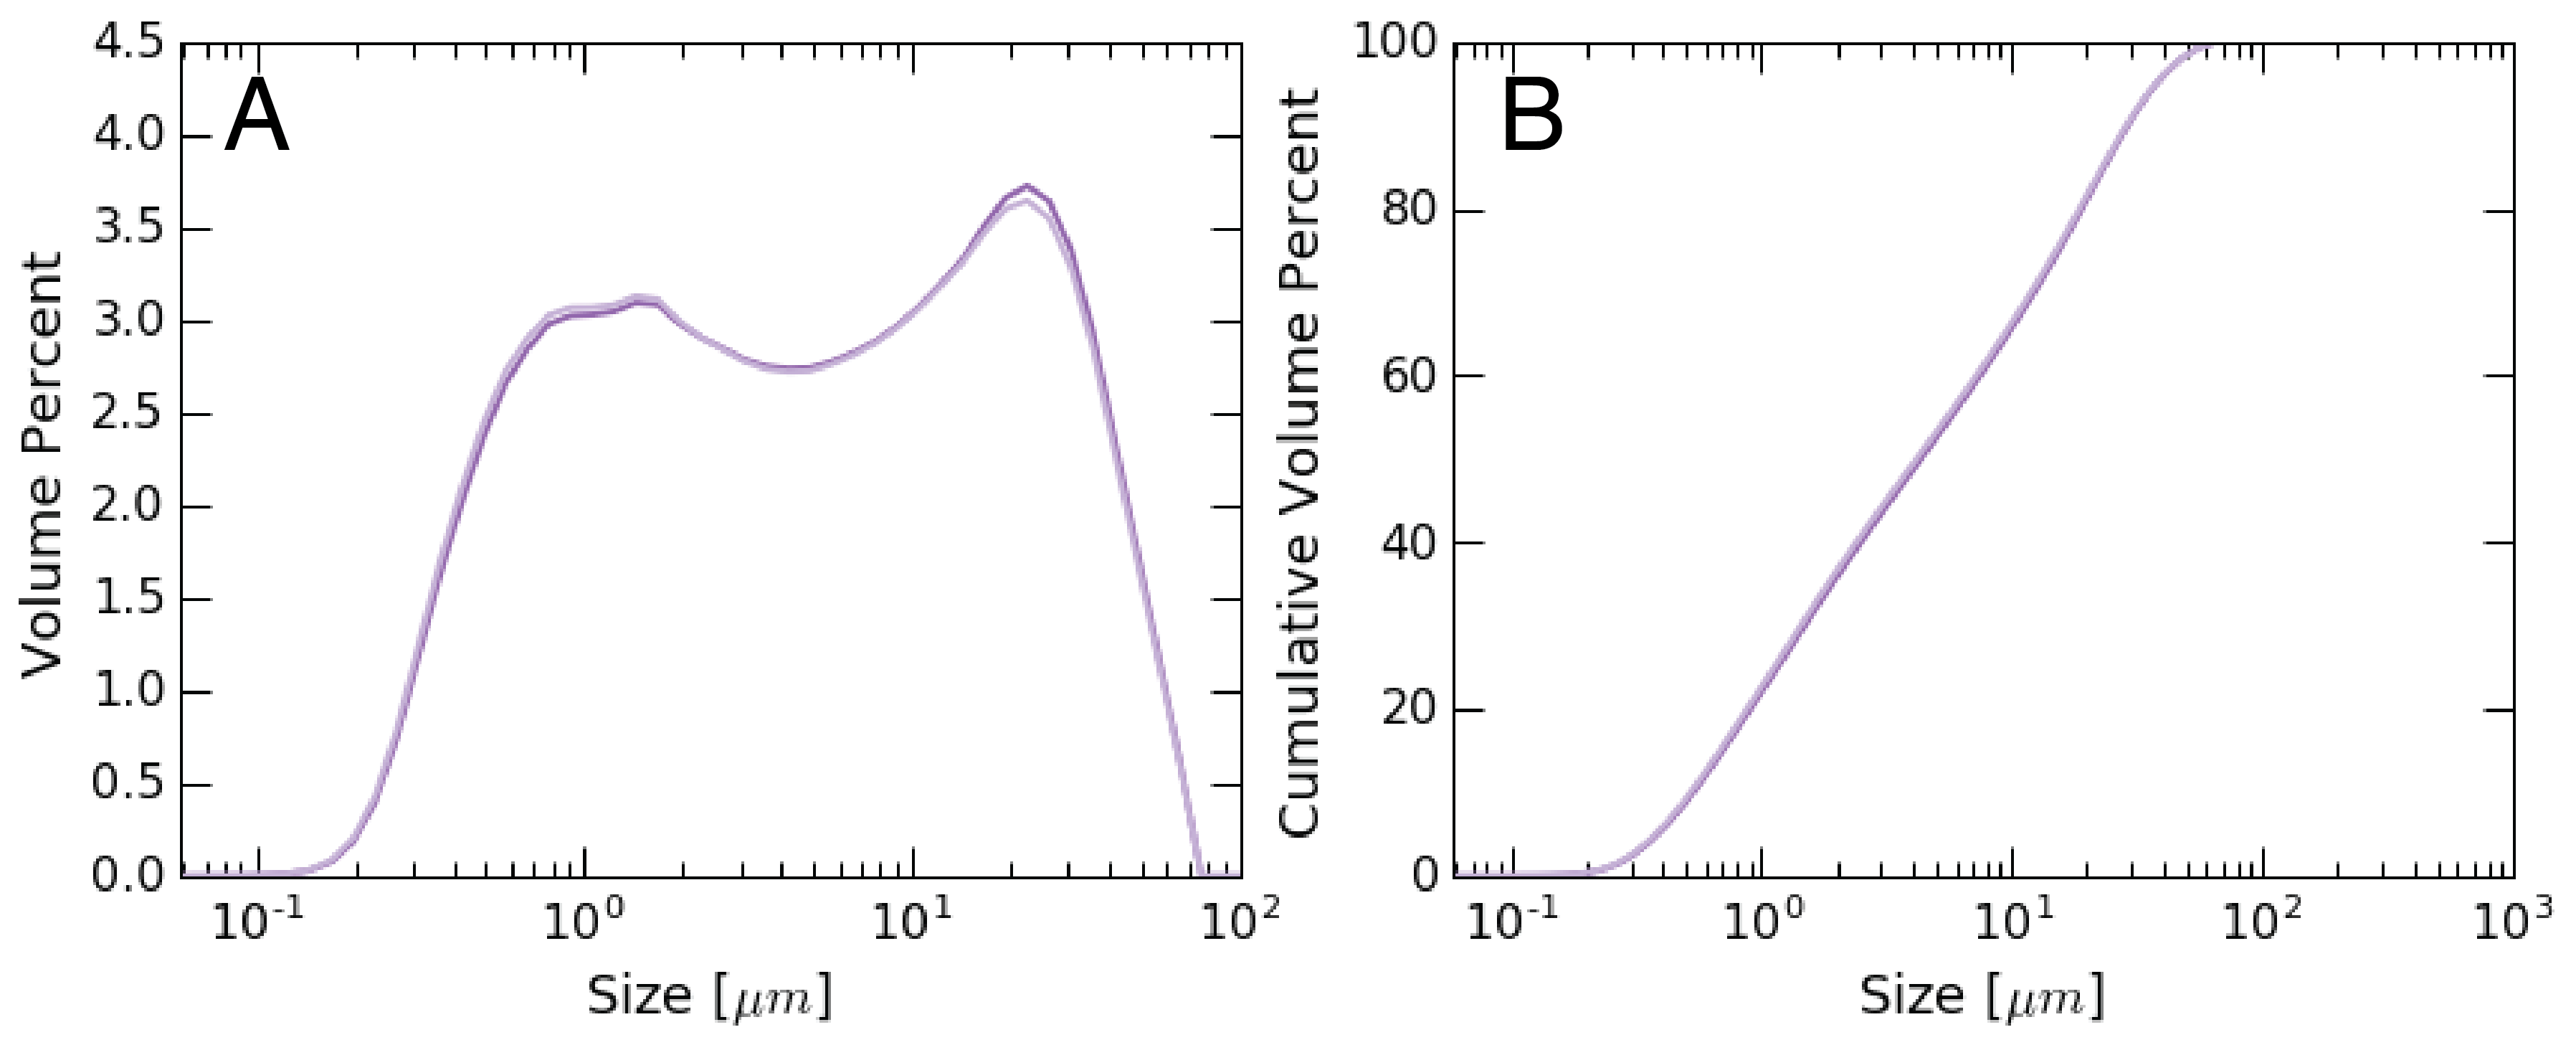 A
Volume Percent
4.5
4.0
3.5
3.0
2.5
2.0
1.5
1.0
0.5
0.0
10⁻¹ 10⁰ 10¹ 10²
Size [μm]
B
Cumulative Volume Percent
100
80
60
40
20
0
10⁻¹ 10⁰ 10¹ 10² 10³
Size [μm]